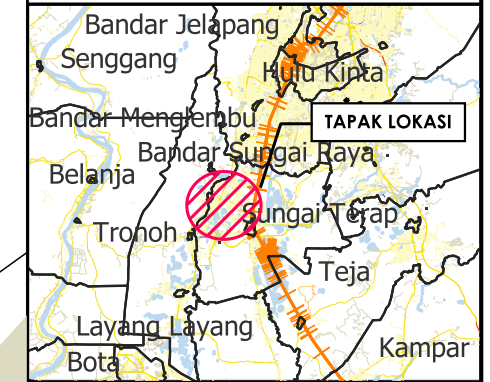 Bandar Jelapang
Senggang
Hulu Kinta
Bandar Menglembu
TAPAK LOKASI
Bandar Sungai Raya
Belanja
Sungai Terap
Tronoh
Teja
Layang Layang
Kampar
Bota